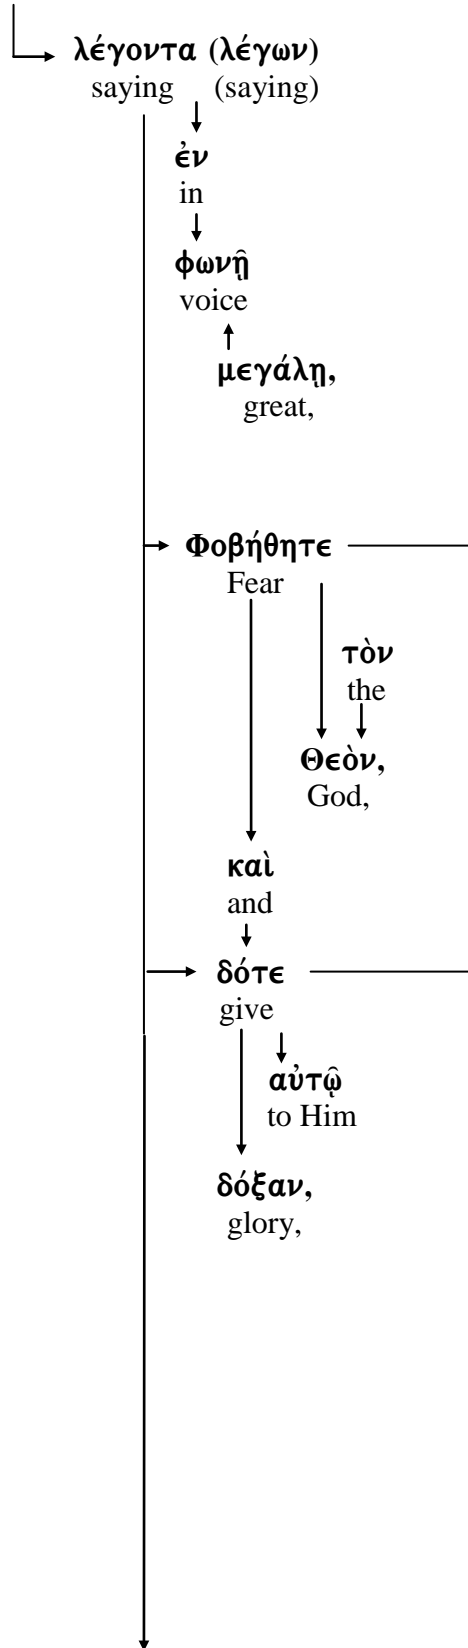 λέγοντα (λέγων)
saying (saying)
ἐν
in
φωνῇ
voice
μεγάλῃ,
great,
Φοβήθητε
Fear
τὸν
the
Θεὸν,
God,
καὶ
and
δότε
give
αὐτῷ
to Him
δόξαν,
glory,